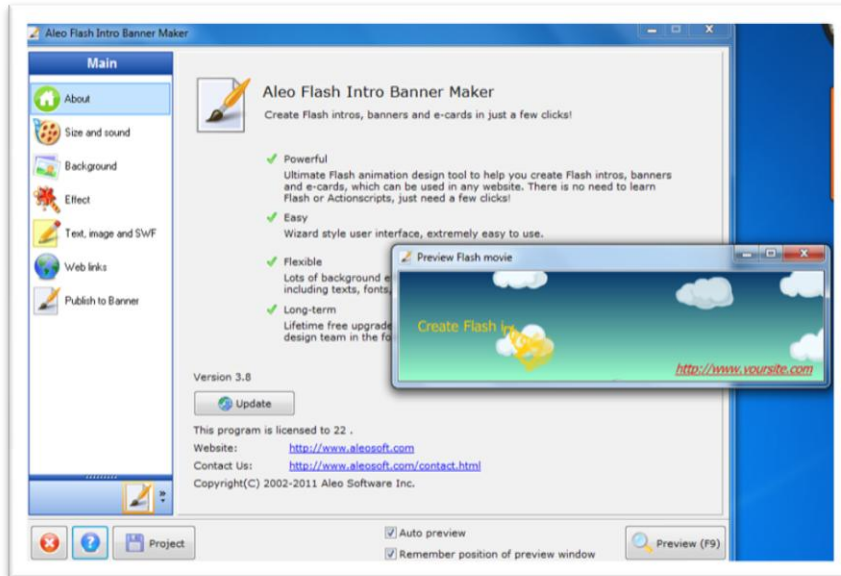 Aleo Flash Intro Banner Maker
Main
About
Size and sound
Background
Effect
Text, image and SWF
Web links
Publish to Banner
Aleo Flash Intro Banner Maker
Create Flash intros, banners and e-cards in just a few clicks!
Powerful
Ultimate Flash animation design tool to help you create Flash intros, banners
and e-cards, which can be used in any website. There is no need to learn
Flash or Actionscripts, just need a few clicks!
Easy
Wizard style user interface, extremely easy to use.
Flexible
Lots of background
including texts, fonts,
Long-term
Lifetime free upgrade
design team in the
Preview Flash movie
Create Flash
http://www.yoursite.com
Version 3.8
Update
This program is licensed to 22 .
Website: http://www.aleosoft.com
Contact Us: http://www.aleosoft.com/contact.html
Copyright(C) 2002-2011 Aleo Software Inc.
Project
Auto preview
Remember position of preview window
Preview (F9)